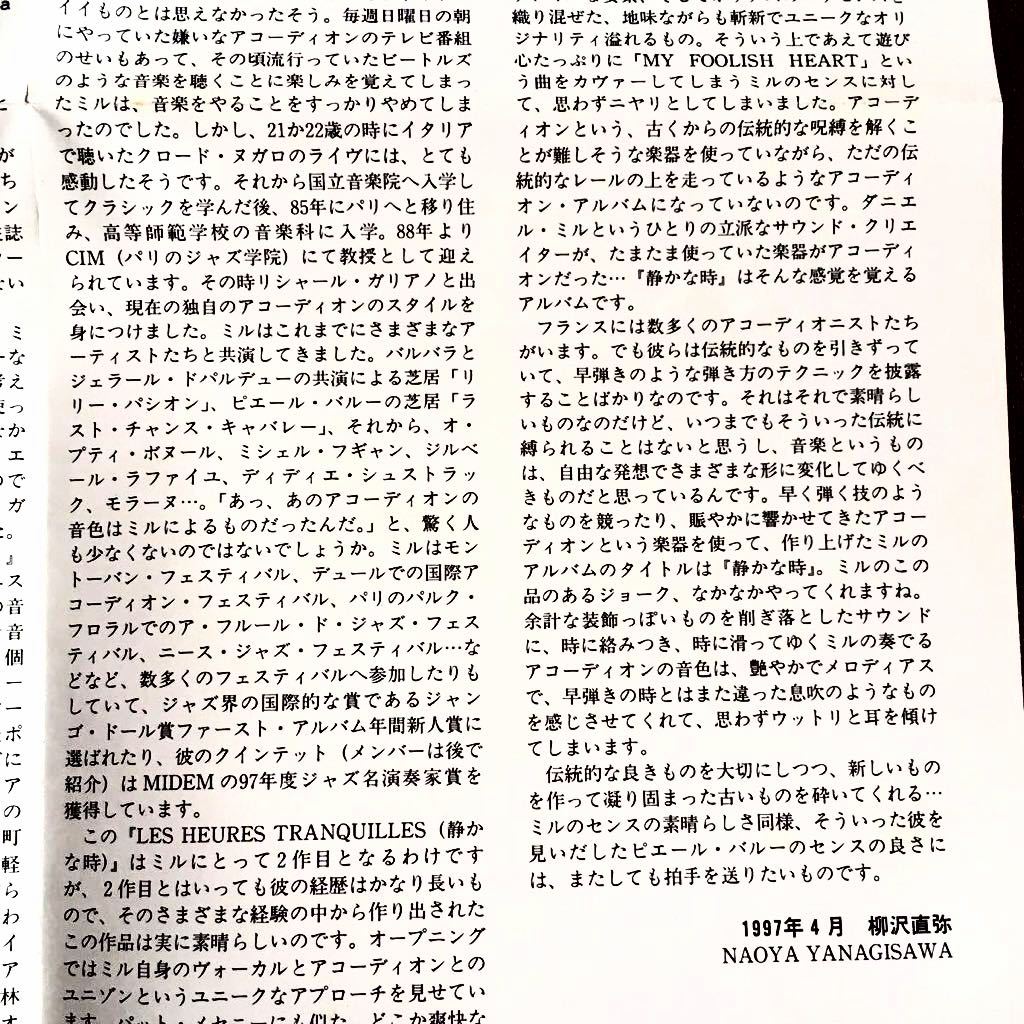 イイものとは思えなかったそう。毎週日曜日の朝
にやっていた嫌いなアコーディオンのテレビ番組
のせいもあって、その頃流行っていたビートルズ
のような音楽を聴くことに楽しみを覚えてしまっ
たミルは、音楽をやることをすっかりやめてしま
ったのでした。しかし、21か22歳の時にイタリア
で聴いたクロード・ヌガロのライヴには、とても
感動したそうです。それから国立音楽院へ入学し
てクラシックを学んだ後、85年にパリへと移り住
み、高等師範学校の音楽科に入学。88年より
CIM（パリのジャズ学院）にて教授として迎え
られています。その時リシャール・ガリアノと出
会い、現在の独自のアコーディオンのスタイルを
身につけました。ミルはこれまでにさまざまなア
ーティストたちと共演してきました。バルバラと
ジェラール・ドパルデューの共演による芝居「リ
リー・パシオン」、ピエール・バルーの芝居「ラ
スト・チャンス・キャバレー」、それから、オ・
プティ・ボヌール、ミシェル・フギャン、ジルベ
ール・ラファイユ、ディディエ・シュストラッ
ク、モラーヌ…。「あっ、あのアコーディオンの
音色はミルによるものだったんだ。」と、驚く人
も少なくないのではないでしょうか。ミルはモン
トーバン・フェスティバル、デュールでの国際ア
コーディオン・フェスティバル、パリのパルク・
フロラルでのア・フルール・ド・ジャズ・フェス
ティバル、ニース・ジャズ・フェスティバル…な
どなど、数多くのフェスティバルへ参加したりも
していて、ジャズ界の国際的な賞であるジャン
ゴ・ドール賞ファースト・アルバム年間新人賞に
選ばれたり、彼のクインテット（メンバーは後で
紹介）はMIDEMの97年度ジャズ名演奏家賞を
獲得しています。
この『LES HEURES TRANQUILLES（静か
な時)』はミルにとって2作目となるわけです
が、2作目とはいっても彼の経歴はかなり長いも
ので、そのさまざまな経験の中から作り出された
この作品は実に素晴らしいのです。オープニング
ではミル自身のヴォーカルとアコーディオンとの
ユニゾンというユニークなアプローチを見せてい
ます。パット・メセニーにも似た、どこか爽快な
織り混ぜた、地味ながらも斬新でユニークなオリ
ジナリティ溢れるもの。そういう上であえて遊び
心たっぷりに「MY FOOLISH HEART」とい
う曲をカヴァーしてしまうミルのセンスに対し
て、思わずニヤリとしてしまいました。アコーデ
ィオンという、古くからの伝統的な呪縛を解くこ
とが難しそうな楽器を使っていながら、ただの伝
統的なレールの上を走っているようなアコーディ
オン・アルバムになっていないのです。ダニエ
ル・ミルというひとりの立派なサウンド・クリエ
イターが、たまたま使っていた楽器がアコーディ
オンだった…『静かな時』はそんな感覚を覚える
アルバムです。
フランスには数多くのアコーディオニストたち
がいます。でも彼らは伝統的なものを引きずって
いて、早弾きのような弾き方のテクニックを披露
することばかりなのです。それはそれで素晴らし
いものなのだけど、いつまでもそういった伝統に
縛られることはないと思うし、音楽というもの
は、自由な発想でさまざまな形に変化してゆくべ
きものだと思っているんです。早く弾く技のよう
なものを競ったり、賑やかに響かせてきたアコー
ディオンという楽器を使って、作り上げたミルの
アルバムのタイトルは『静かな時』。ミルのこの
品のあるジョーク、なかなかやってくれますね。
余計な装飾っぽいものを削ぎ落としたサウンド
に、時に絡みつき、時に滑ってゆくミルの奏でる
アコーディオンの音色は、艶やかでメロディアス
で、早弾きの時とはまた違った息吹のようなもの
を感じさせてくれて、思わずウットリと耳を傾け
てしまいます。
伝統的な良きものを大切にしつつ、新しいもの
を作って凝り固まった古いものを砕いてくれる…
ミルのセンスの素晴らしさ同様、そういった彼を
見いだしたピエール・バルーのセンスの良さに
は、またしても拍手を送りたいものです。
1997年4月 柳沢直弥
NAOYA YANAGISAWA